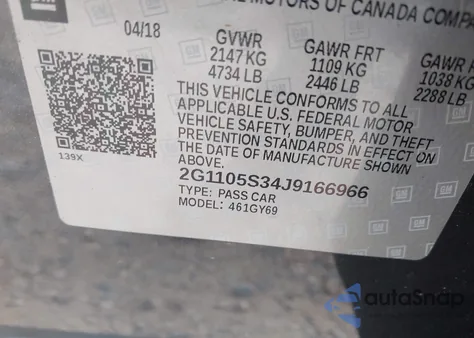 GM
MOTORS OF CANADA COMPA
04/18
GVWR
2147 KG
4734 LB
GAWR FRT
1109 KG
2446 LB
GAWR R
1038 KG
2288 LB
THIS VEHICLE CONFORMS TO ALL
APPLICABLE U.S. FEDERAL MOTOR
VEHICLE SAFETY, BUMPER, AND THEFT
PREVENTION STANDARDS IN EFFECT ON
THE DATE OF MANUFACTURE SHOWN
ABOVE.
139X
2G1105S34J9166966
TYPE: PASS CAR
MODEL: 461GY69
autoSnap